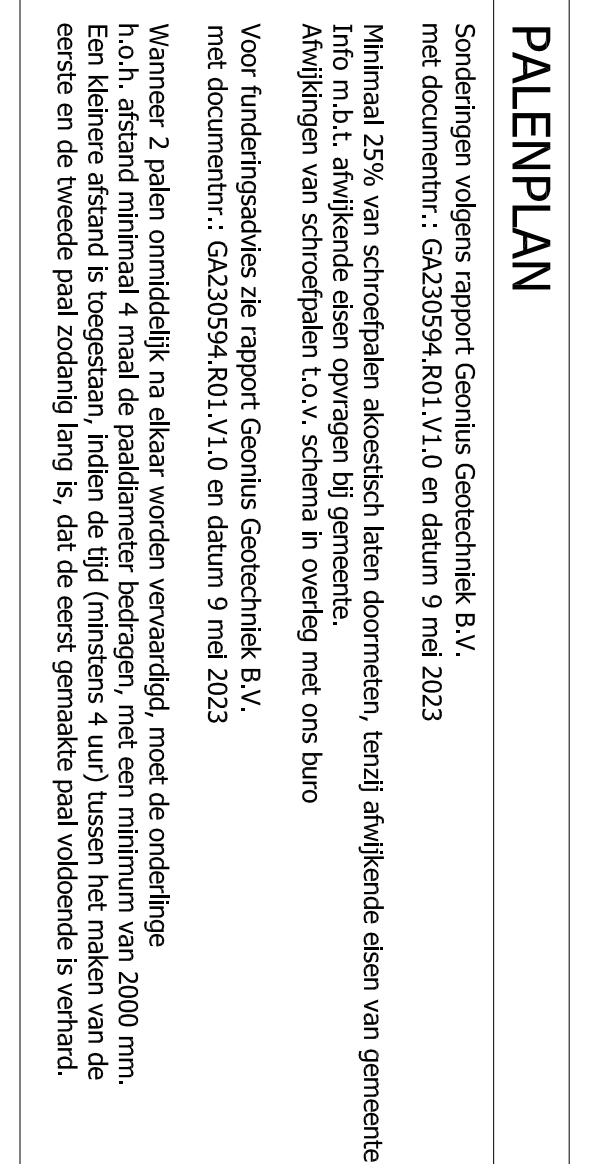 PALENPLAN
Sonderingen volgens rapport Geonius Geotechniek B.V.
met documentnr.: GA230594.R01.V1.0 en datum 9 mei 2023
Minimaal 25% van schroefpalen akoestisch laten doormeten, tenzij afwijkende eisen van gemeente
Info m.b.t. afwijkende eisen opvragen bij gemeente.
Afwijkingen van schroefpalen t.o.v. schema in overleg met ons buro
Voor funderingsadvies zie rapport Geonius Geotechniek B.V.
met documentnr.: GA230594.R01.V1.0 en datum 9 mei 2023
Wanneer 2 palen onmiddelijk na elkaar worden vervaardigd, moet de onderlinge
h.o.h. afstand minimaal 4 maal de paaldiameter bedragen, met een minimum van 2000 mm.
Een kleinere afstand is toegestaan, indien de tijd (minstens 4 uur) tussen het maken van de
eerste en de tweede paal zodanig lang is, dat de eerst gemaakte paal voldoende is verhard.